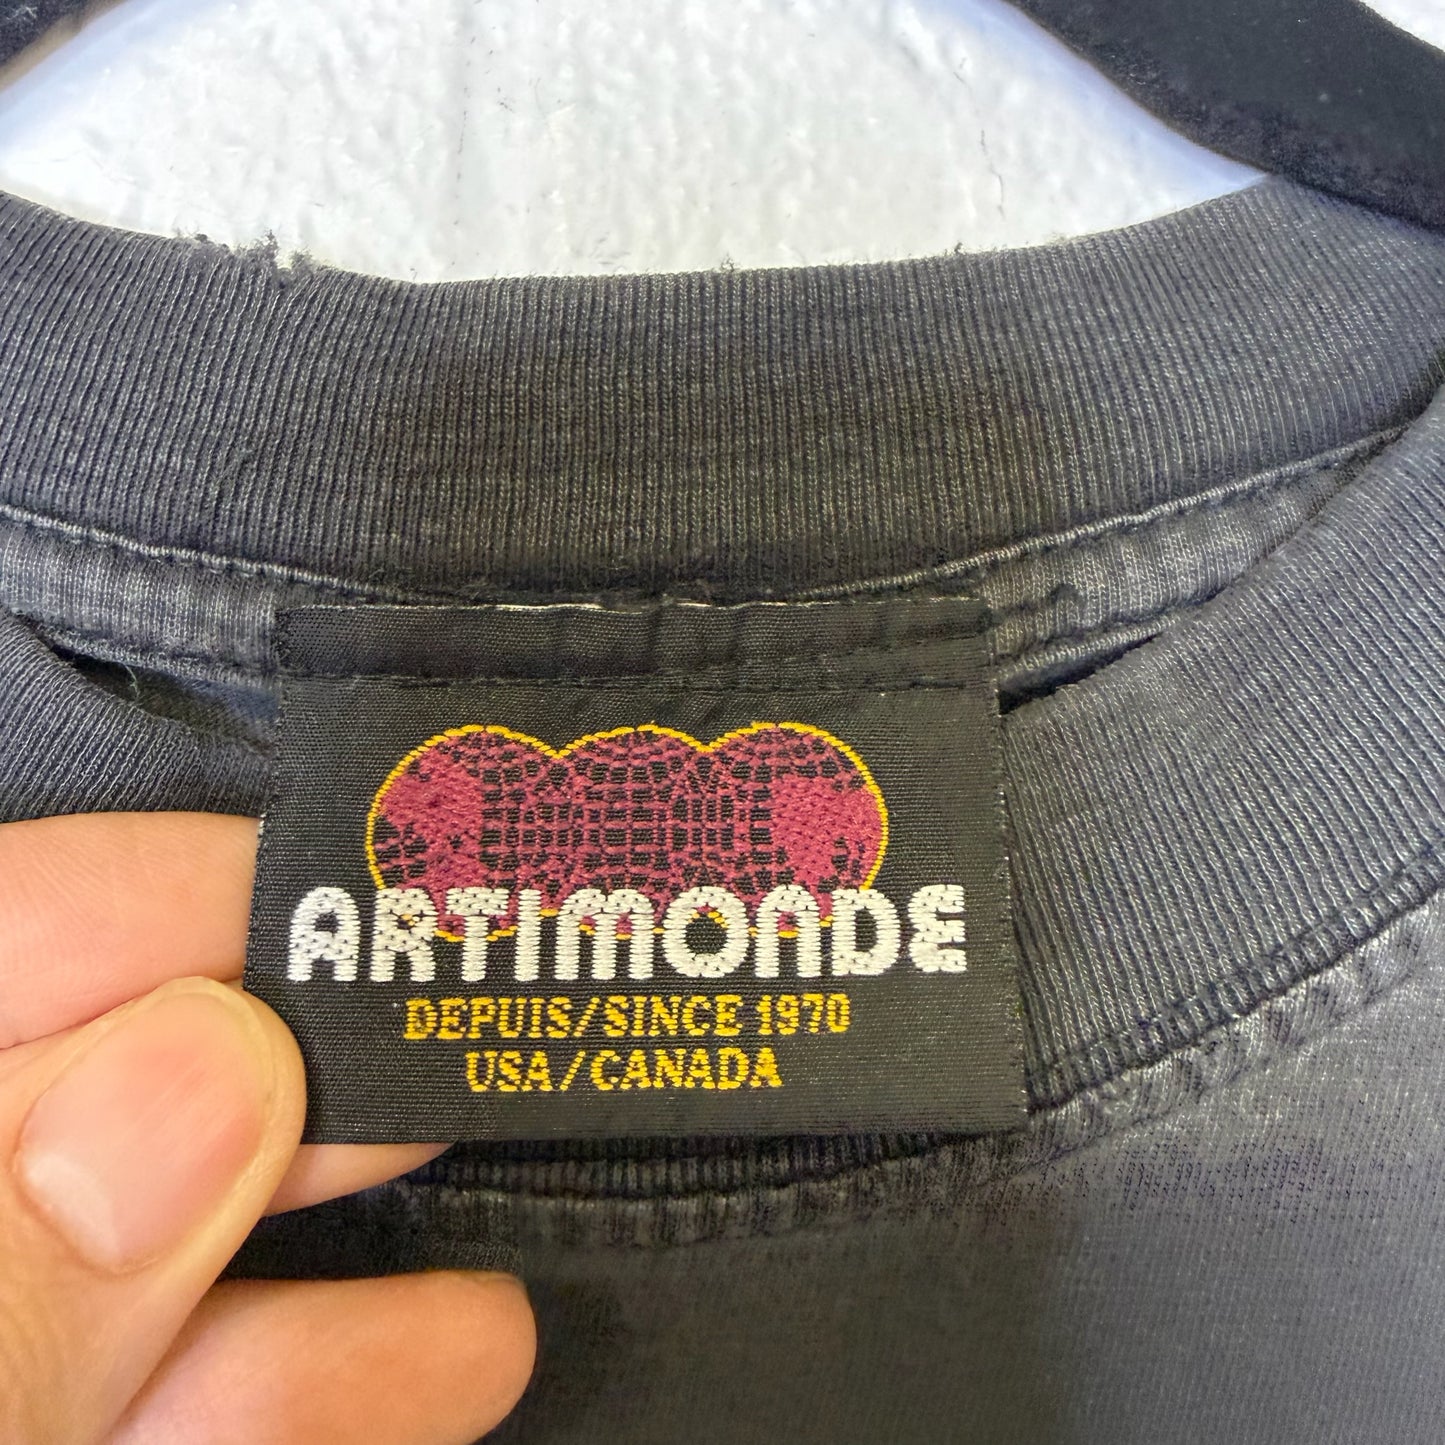 ARTIMONDE
DEPUIS/SINCE 1970
USA/CANADA